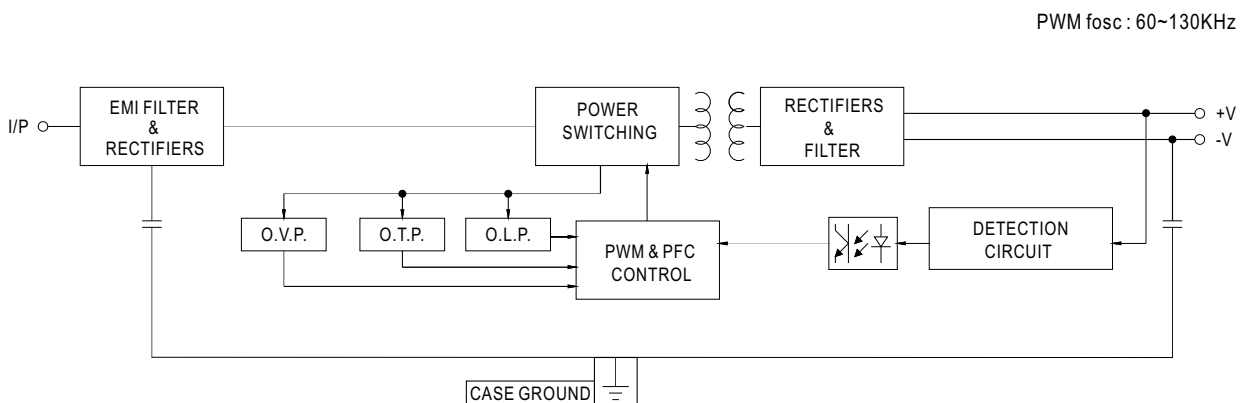 PWM fosc : 60~130KHz
I/P
EMI FILTER
&
RECTIFIERS
POWER
SWITCHING
RECTIFIERS
&
FILTER
+V
-V
O.V.P.
O.T.P.
O.L.P.
PWM & PFC
CONTROL
DETECTION
CIRCUIT
CASE GROUND